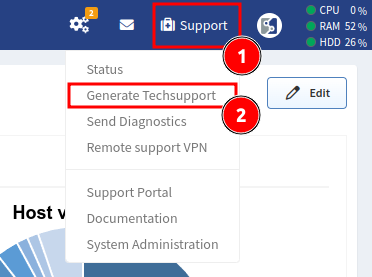 2
Support
CPU 0 %
RAM 52 %
HDD 26 %
1
Status
Generate Techsupport
2
Send Diagnostics
Edit
Remote support VPN
Support Portal
Documentation
System Administration
Host v